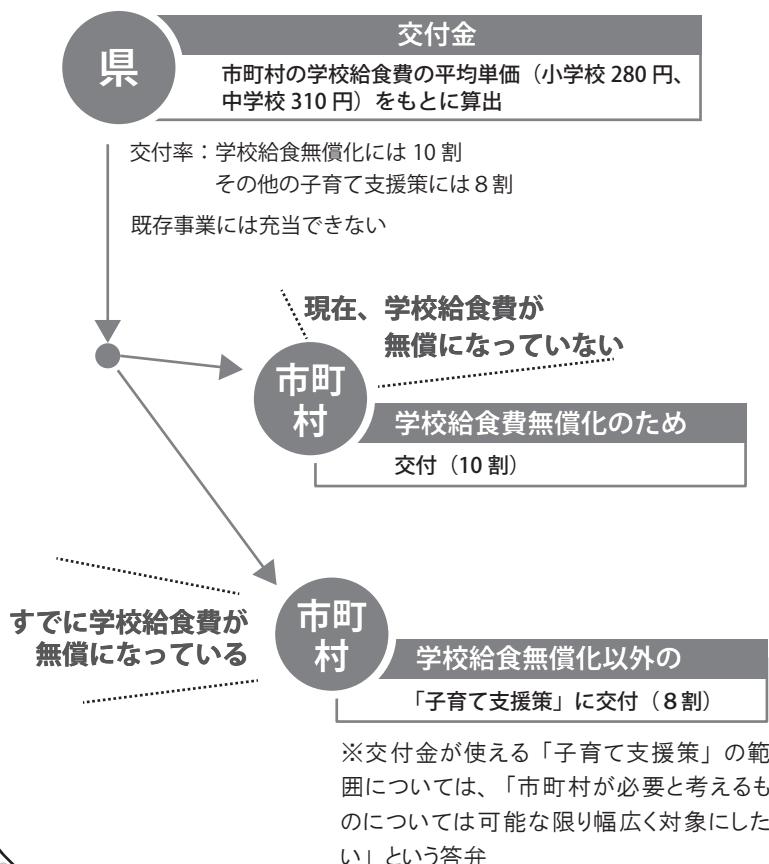 県
交付金
市町村の学校給食費の平均単価（小学校 280 円、
中学校 310 円）をもとに算出
交付率：学校給食無償化には 10 割
その他の子育て支援策には８割
既存事業には充当できない
現在、学校給食費が
無償になっていない
市町
村
学校給食費無償化のため
交付（10 割）
すでに学校給食費が
無償になっている
市町
村
学校給食無償化以外の
「子育て支援策」に交付（８割）
※交付金が使える「子育て支援策」の範
囲については、「市町村が必要と考えるも
のについては可能な限り幅広く対象にした
い」という答弁